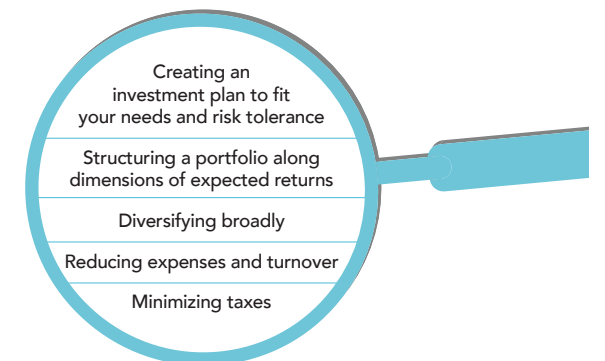 Creating an
investment plan to fit
your needs and risk tolerance
Structuring a portfolio along
dimensions of expected returns
Diversifying broadly
Reducing expenses and turnover
Minimizing taxes